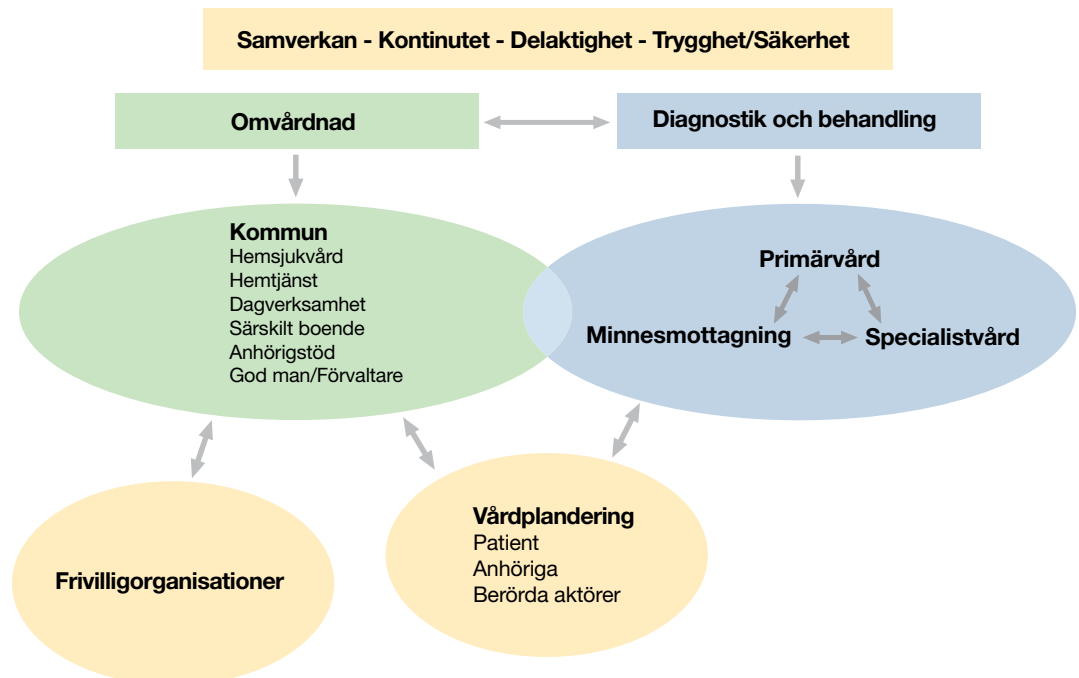 Samverkan - Kontinutet - Delaktighet - Trygghet/Säkerhet
Omvårdnad
Diagnostik och behandling
Kommun
Hemsjukvård
Hemtjänst
Dagverksamhet
Särskilt boende
Anhörigstöd
God man/Förvaltare
Primärvård
Minnesmottagning
Specialistvård
Frivilligorganisationer
Vårdplandering
Patient
Anhöriga
Berörda aktörer